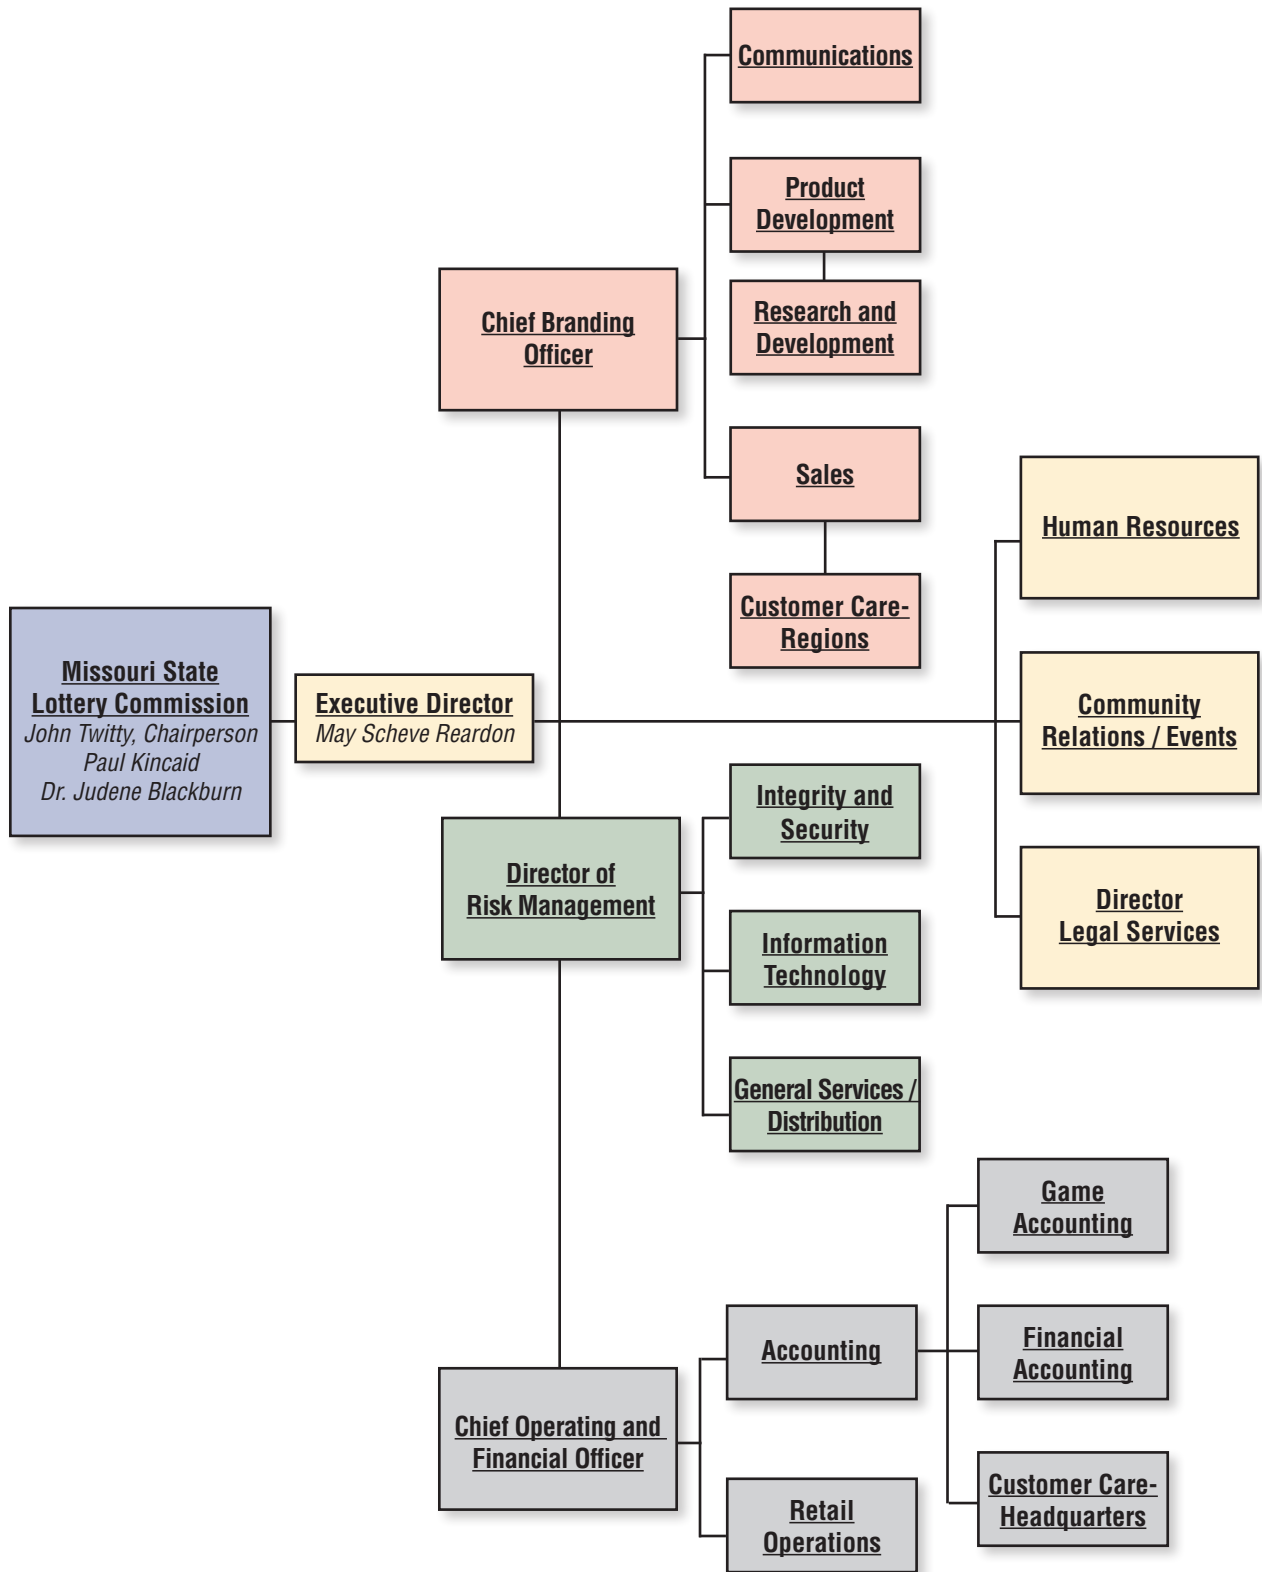 Communications
Product
Development
Research and
Development
Chief Branding
Officer
Sales
Customer Care-
Regions
Human Resources
Missouri State
Lottery Commission
John Twitty, Chairperson
Paul Kincaid
Dr. Judene Blackburn
Executive Director
May Scheve Reardon
Community
Relations / Events
Director
Legal Services
Director of
Risk Management
Integrity and
Security
Information
Technology
General Services /
Distribution
Chief Operating and
Financial Officer
Accounting
Retail
Operations
Game
Accounting
Financial
Accounting
Customer Care-
Headquarters